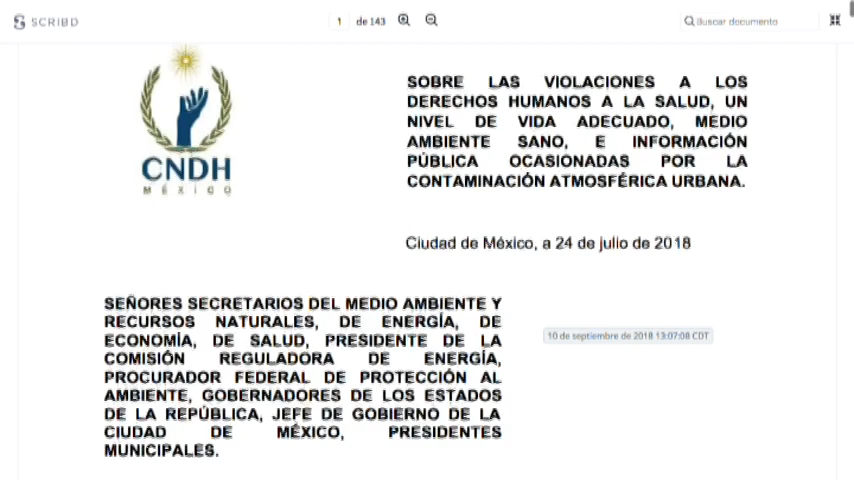 SCRIBD
1 de 143
Buscar documento
CNDH
MÉXICO
SOBRE LAS VIOLACIONES A LOS
DERECHOS HUMANOS A LA SALUD, UN
NIVEL DE VIDA ADECUADO, MEDIO
AMBIENTE SANO, E INFORMACIÓN
PÚBLICA OCASIONADAS POR LA
CONTAMINACIÓN ATMOSFÉRICA URBANA.
Ciudad de México, a 24 de julio de 2018
SEÑORES SECRETARIOS DEL MEDIO AMBIENTE Y
RECURSOS NATURALES, DE ENERGÍA, DE
ECONOMÍA, DE SALUD, PRESIDENTE DE LA
COMISIÓN REGULADORA DE ENERGÍA,
PROCURADOR FEDERAL DE PROTECCIÓN AL
AMBIENTE, GOBERNADORES DE LOS ESTADOS
DE LA REPÚBLICA, JEFE DE GOBIERNO DE LA
CIUDAD DE MÉXICO, PRESIDENTES
MUNICIPALES.
10 de septiembre de 2018 13:07:08 CDT